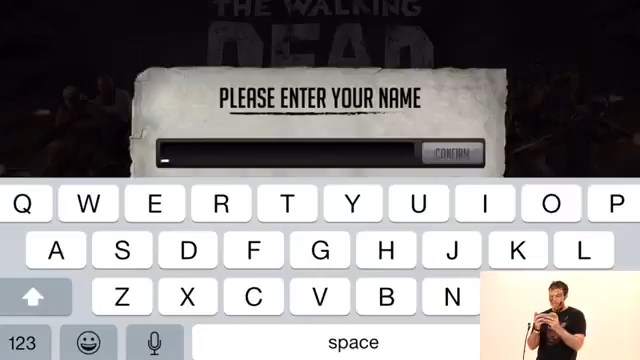 THE WALKING
DEAD
PLEASE ENTER YOUR NAME
CONFIRM
Q W E R T Y U I O P
A S D F G H J K L
Z X C V B N
123 space